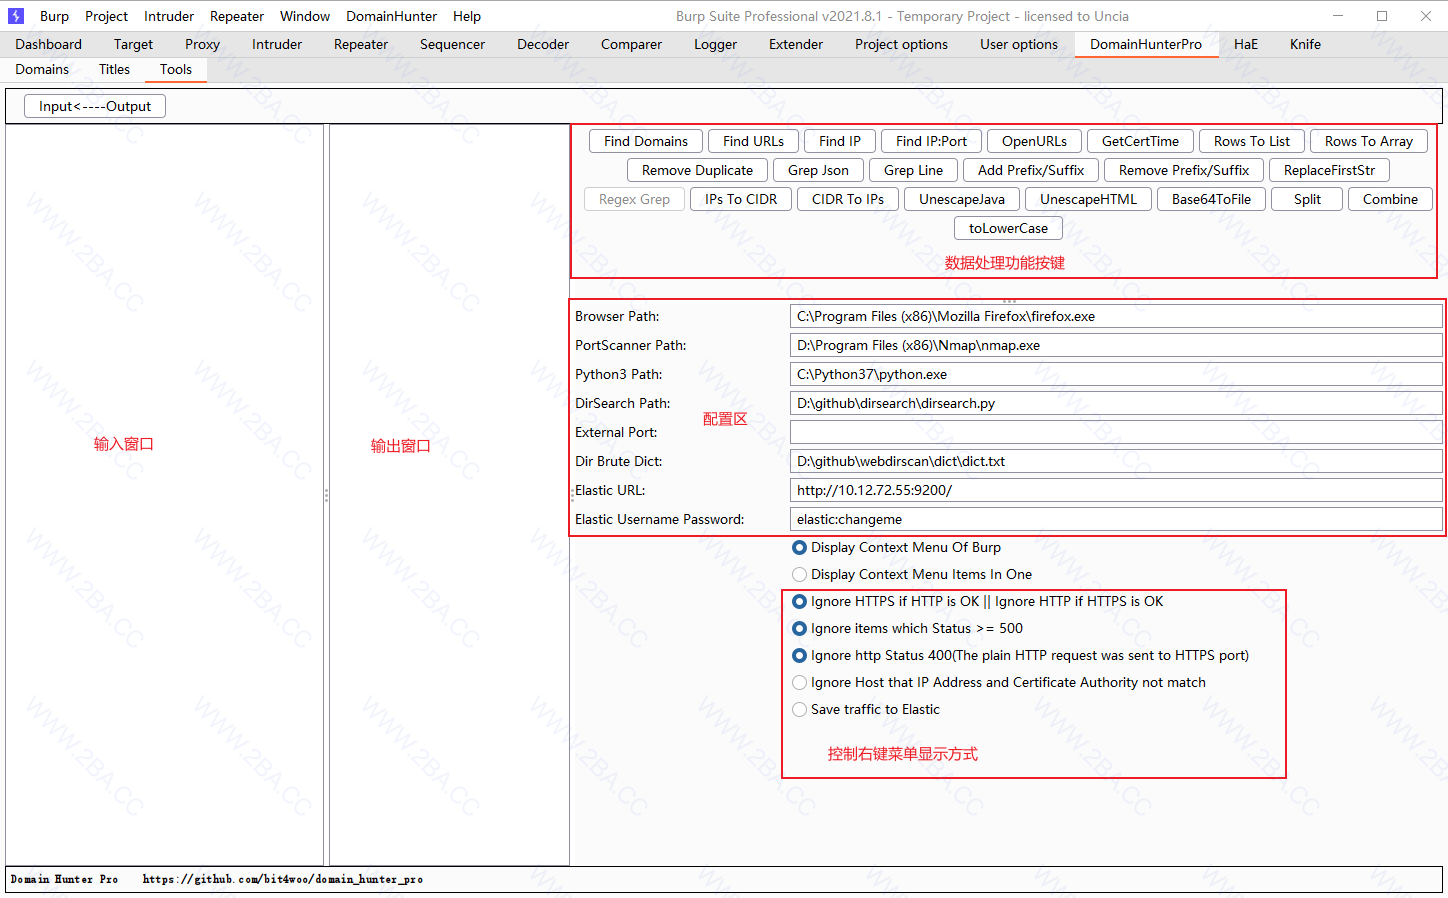 Burp Project Intruder Repeater Window DomainHunter Help Burp Suite Professional v2021.8.1 - Temporary Project - licensed to Uncia
Dashboard Target Proxy Intruder Repeater Sequencer Decoder Comparer Logger Extender Project options User options DomainHunterPro HaE Knife
Domains Titles Tools
Input<----Output
Find Domains Find URLs Find IP Find IP:Port OpenURLs GetCertTime Rows To List Rows To Array
Remove Duplicate Grep Json Grep Line Add Prefix/Suffix Remove Prefix/Suffix ReplaceFirstStr
Regex Grep IPs To CIDR CIDR To IPs UnescapeJava UnescapeHTML Base64ToFile Split Combine
toLowerCase
数据处理功能按键
Browser Path: C:\Program Files (x86)\Mozilla Firefox\firefox.exe
PortScanner Path: D:\Program Files (x86)\Nmap\nmap.exe
Python3 Path: C:\Python37\python.exe
DirSearch Path: D:\github\dirsearch\dirsearch.py
配置区
External Port:
输入窗口
输出窗口
Dir Brute Dict: D:\github\webdirscan\dict\dict.txt
Elastic URL: http://10.12.72.55:9200/
Elastic Username Password: elastic:changeme
Display Context Menu Of Burp
Display Context Menu Items In One
Ignore HTTPS if HTTP is OK || Ignore HTTP if HTTPS is OK
Ignore items which Status >= 500
Ignore http Status 400(The plain HTTP request was sent to HTTPS port)
Ignore Host that IP Address and Certificate Authority not match
Save traffic to Elastic
控制右键菜单显示方式
Domain Hunter Pro https://github.com/bit4woo/domain_hunter_pro
WWW.2BA.CC